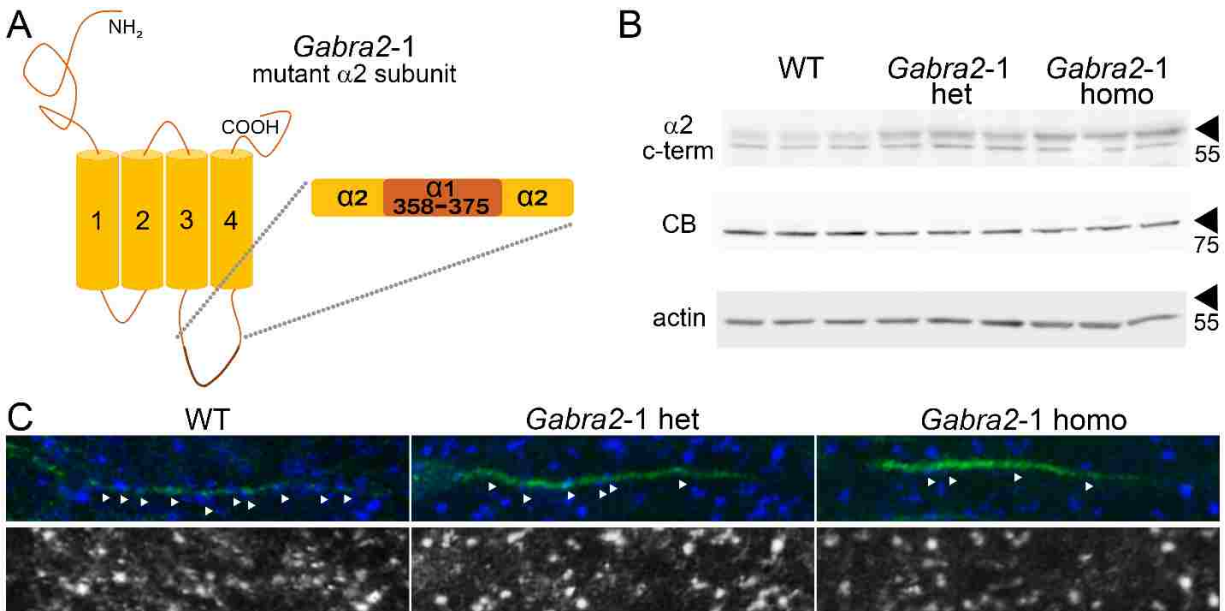 A
NH₂
Gabra2-1
mutant α2 subunit
COOH
1 2 3 4
α2 α1 α2
358-375
B
WT Gabra2-1 Gabra2-1
het homo
α2
c-term
55
CB
75
actin
55
C
WT Gabra2-1 het Gabra2-1 homo